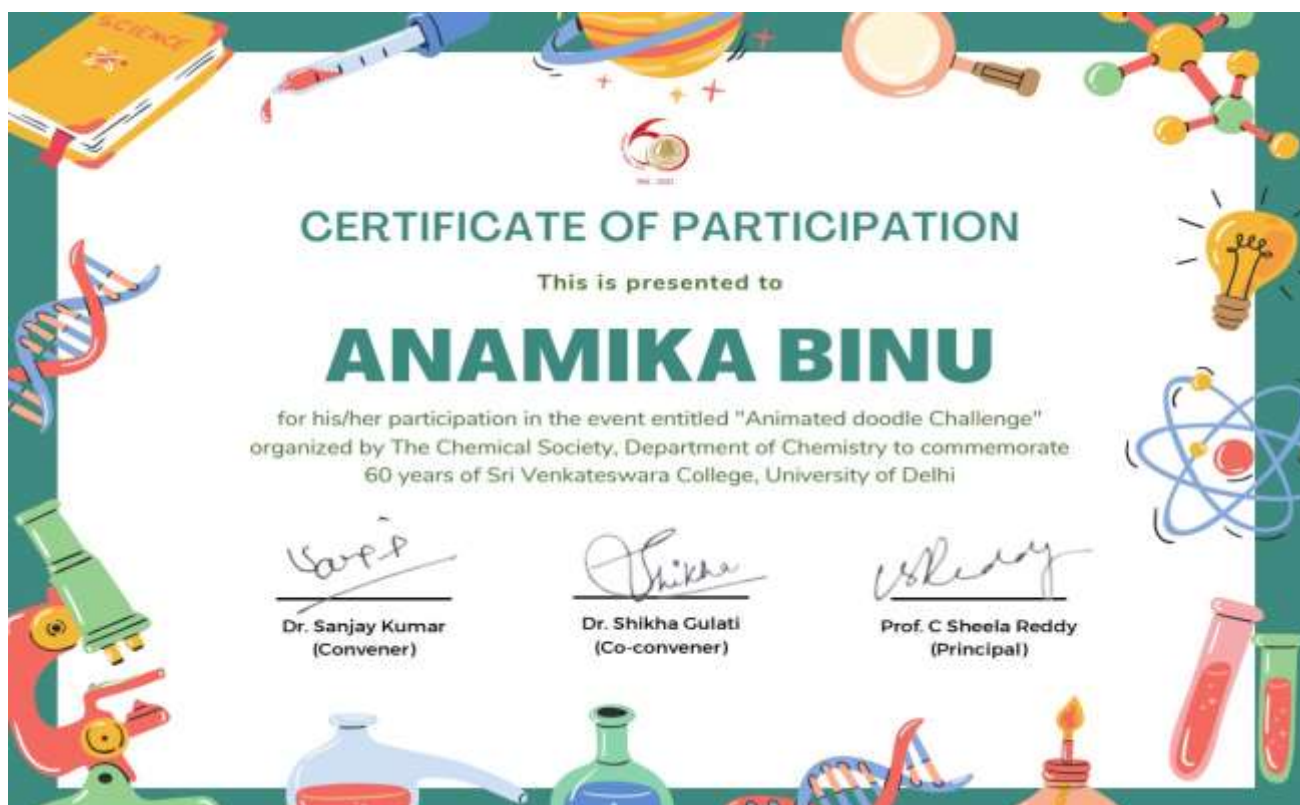 SCIENCE
60
CERTIFICATE OF PARTICIPATION
This is presented to
ANAMIKA BINU
for his/her participation in the event entitled "Animated doodle Challenge"
organized by The Chemical Society, Department of Chemistry to commemorate
60 years of Sri Venkateswara College, University of Delhi
Shikha
Dr. Sanjay Kumar
(Convener)
Dr. Shikha Gulati
(Co-convener)
Prof. C Sheela Reddy
(Principal)